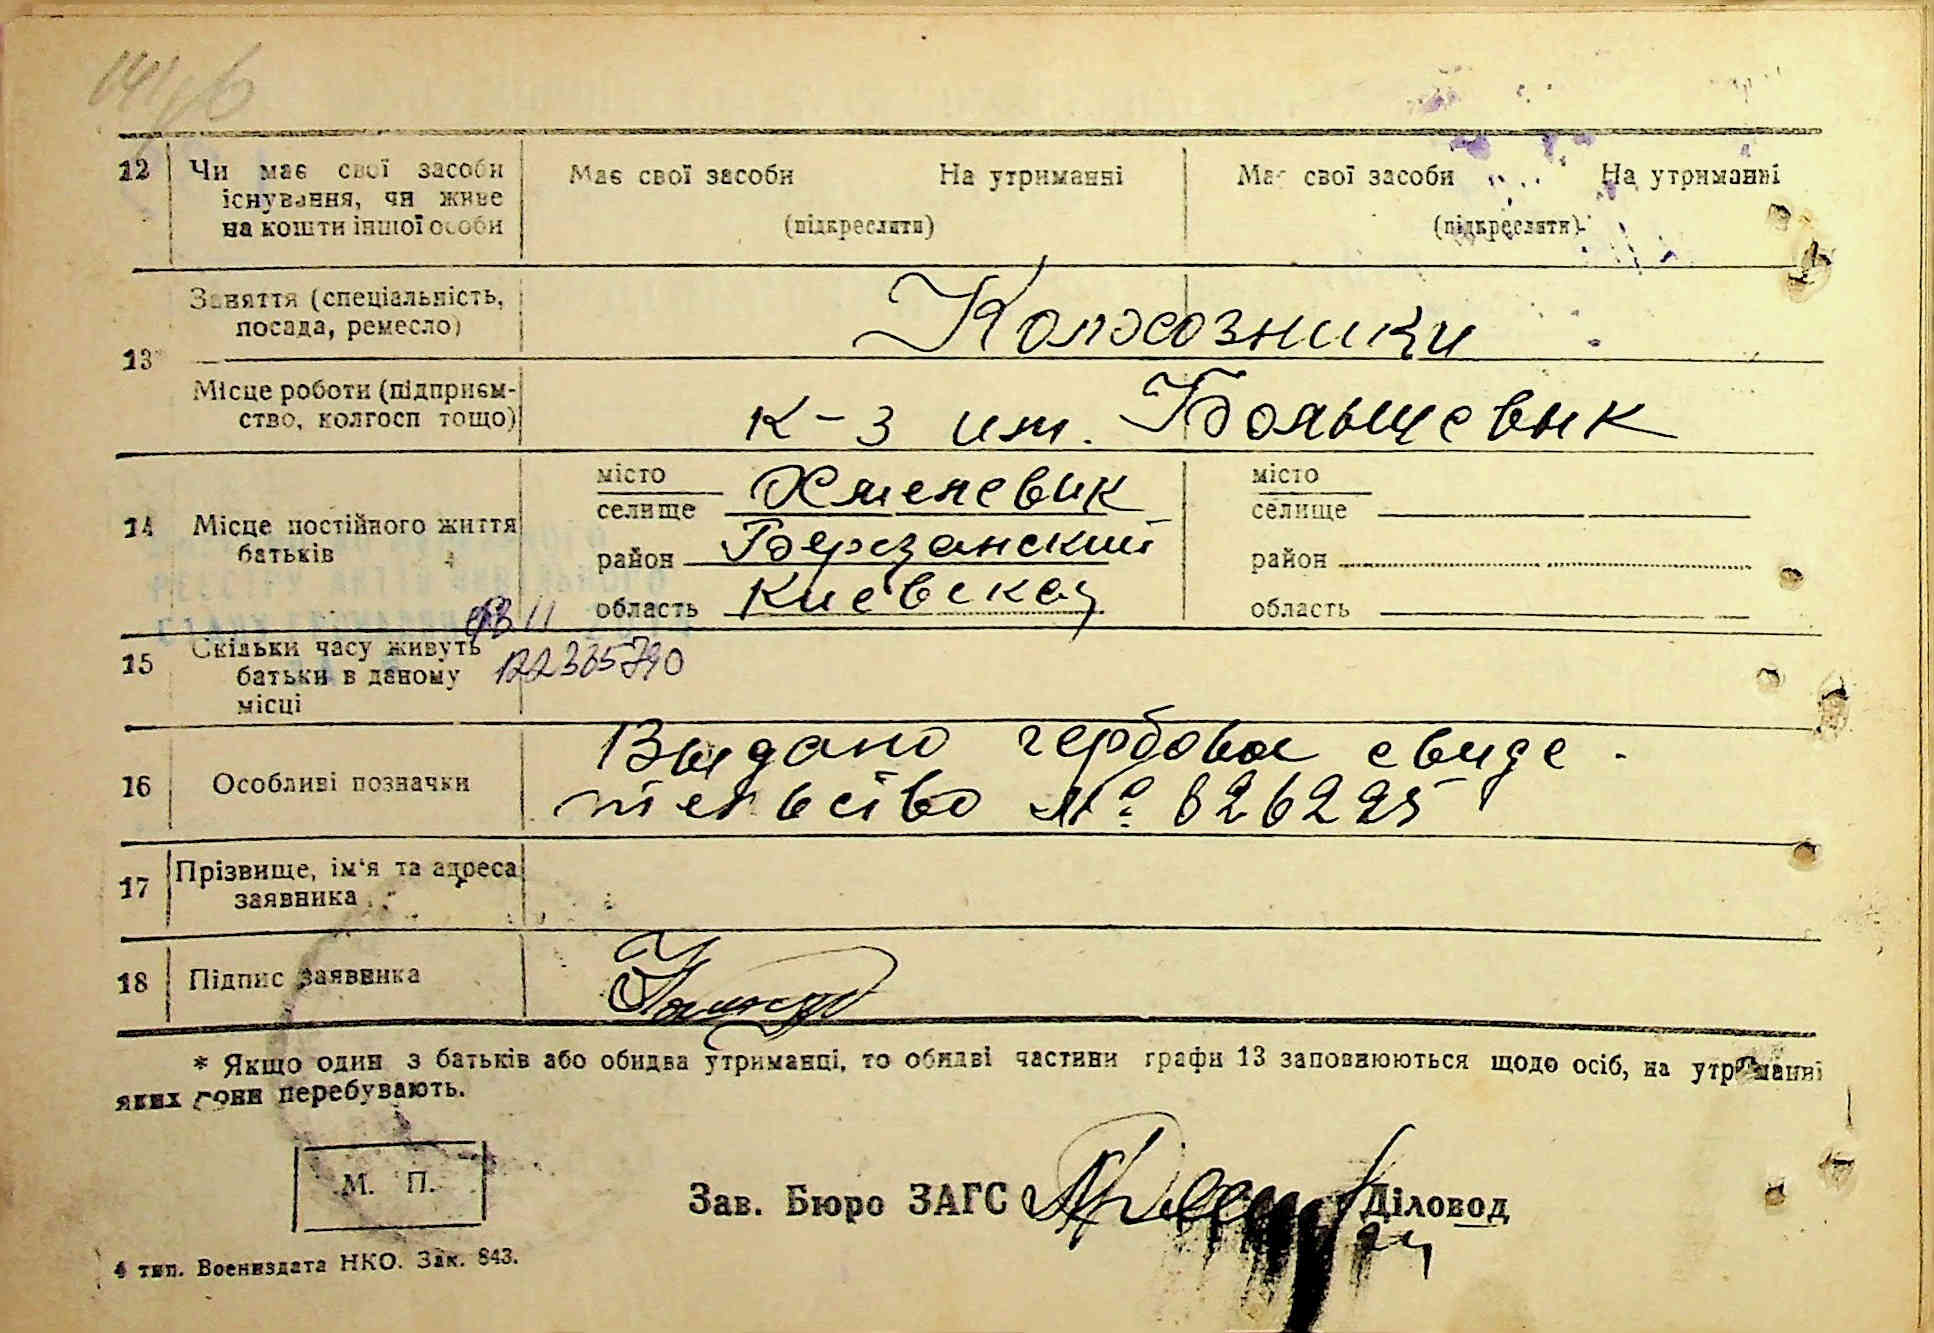 12 Чи має свої засоби Має свої засоби На утриманні Має свої засоби На утриманні
існування, чи живе
на кошти іншої особи (підкреслити) (підкреслити)
Заняття (спеціальність, Колхозники
посада, ремесло)
13
Місце роботи (підприєм- к-з им. Большевик
ство, колгосп тощо)
місто Хмелевик місто
селище селище
14 Місце постійного життя
батьків район Березанский район
область Киевская область
15 Скільки часу живуть
батьки в даному 122335790
місці
16 Особливі позначки Выдано гербовое свиде-
тельство № 826225
17 Прізвище, ім'я та адреса
заявника
18 Підпис заявника
* Якщо один з батьків або обидва утриманці, то обидві частини графи 13 заповнюються щодо осіб, на утриманні
яких вони перебувають.
М. П.
Зав. Бюро ЗАГС Діловод
4 тип. Воениздата НКО. Зак. 843.